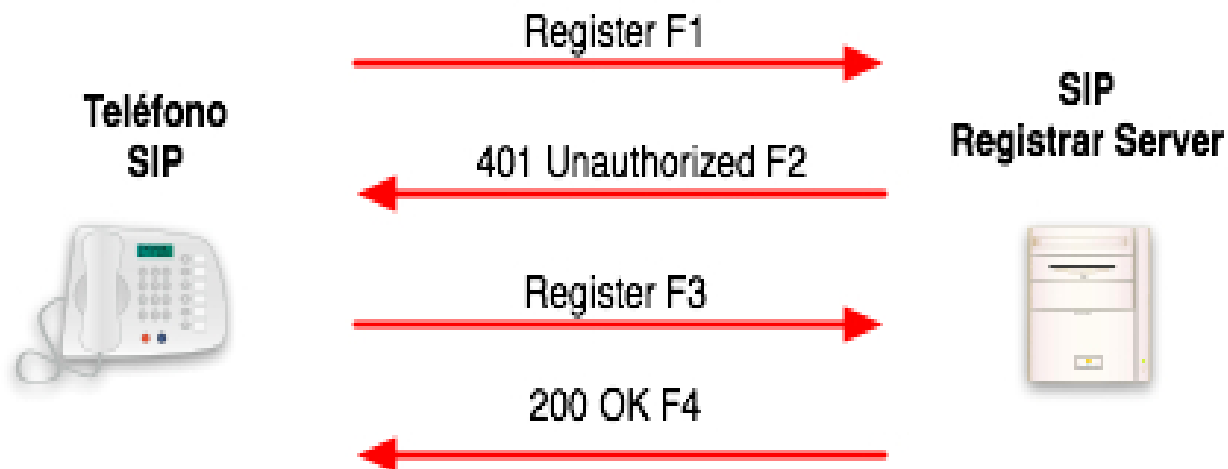 Register F1
Teléfono
SIP
SIP
Registrar Server
401 Unauthorized F2
Register F3
200 OK F4